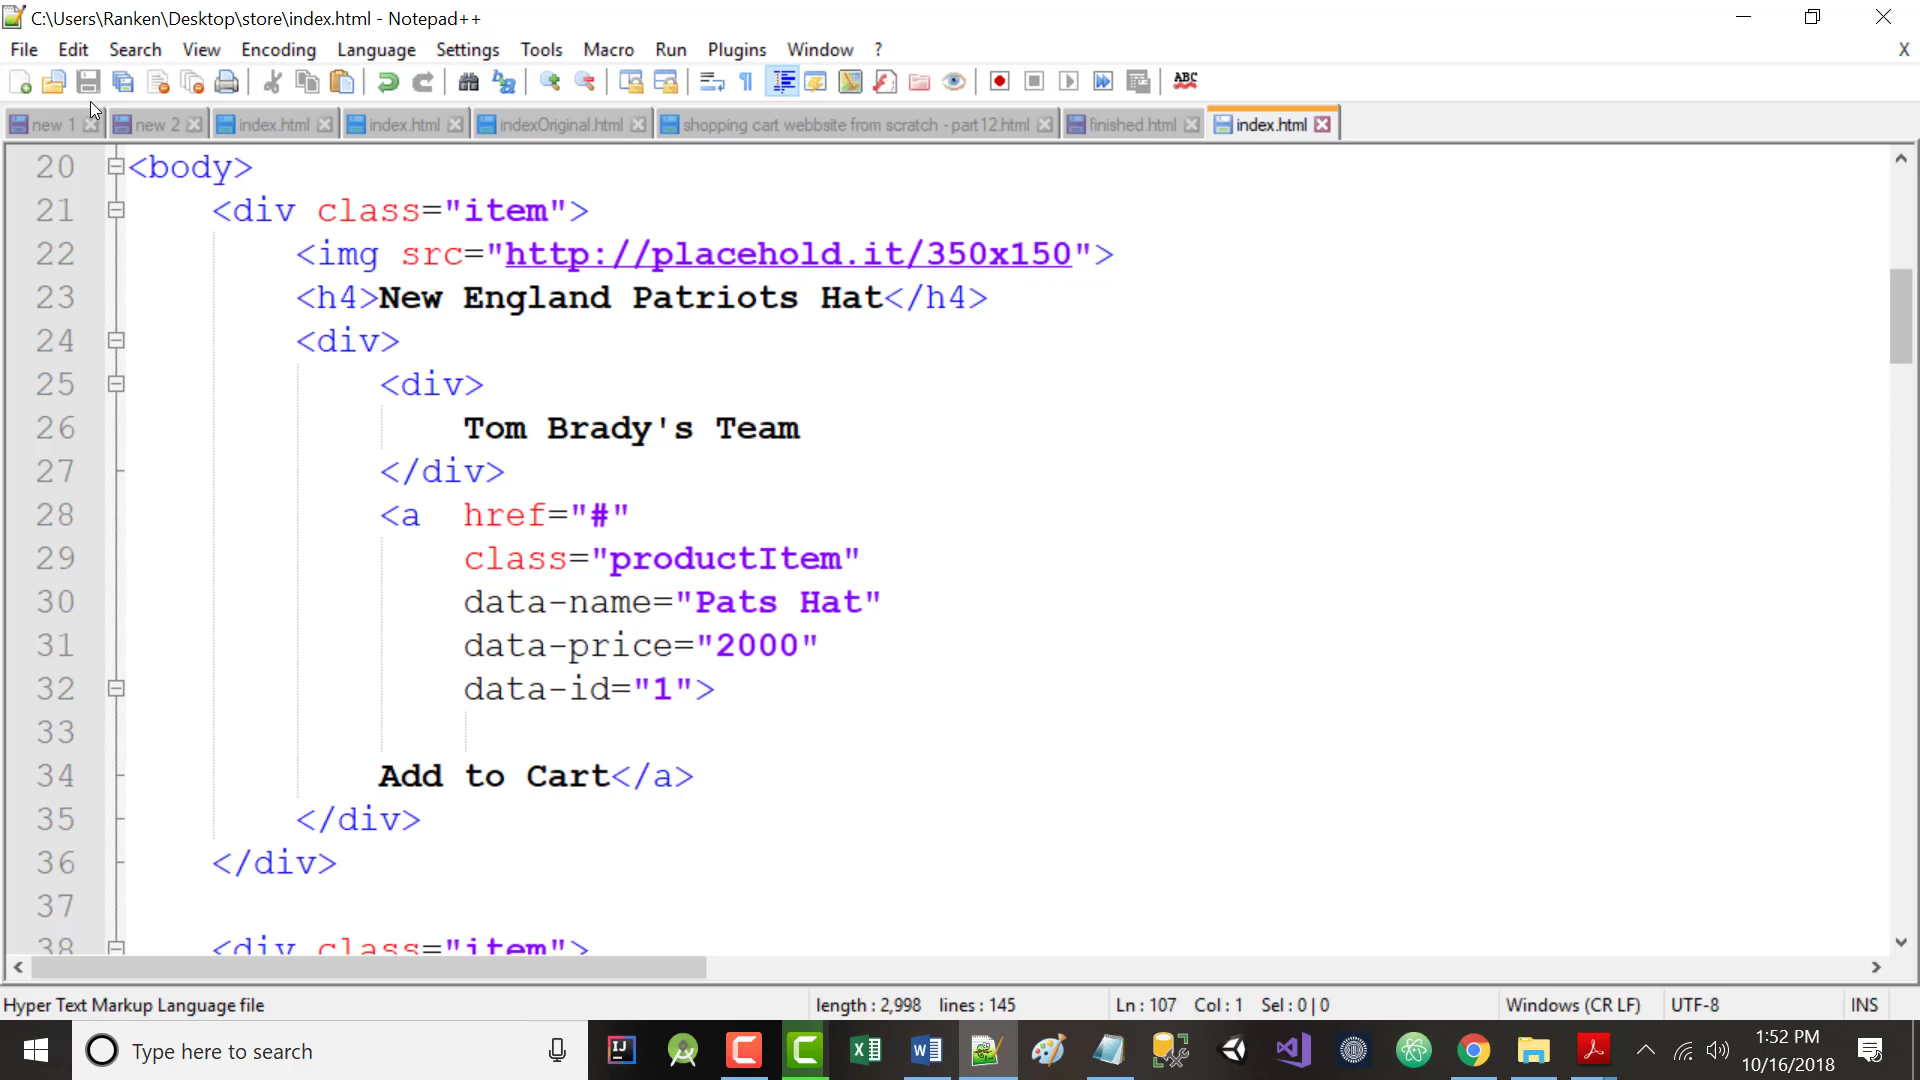 C:\Users\Ranken\Desktop\store\index.html - Notepad++
File Edit Search View Encoding Language Settings Tools Macro Run Plugins Window ? X
ABC
new 1 new 2 index.html index.html indexOriginal.html shopping cart webbsite from scratch - part12.html finished.html index.html
20 <body>
21 <div class="item">
22 <img src="http://placehold.it/350x150">
23 <h4>New England Patriots Hat</h4>
24 <div>
25 <div>
26 Tom Brady's Team
27 </div>
28 <a href="#"
29 class="productItem"
30 data-name="Pats Hat"
31 data-price="2000"
32 data-id="1">
33
34 Add to Cart</a>
35 </div>
36 </div>
37
38 <div class="item">
Hyper Text Markup Language file length : 2,998 lines : 145 Ln : 107 Col : 1 Sel : 0 | 0 Windows (CR LF) UTF-8 INS
Type here to search
1:52 PM
10/16/2018